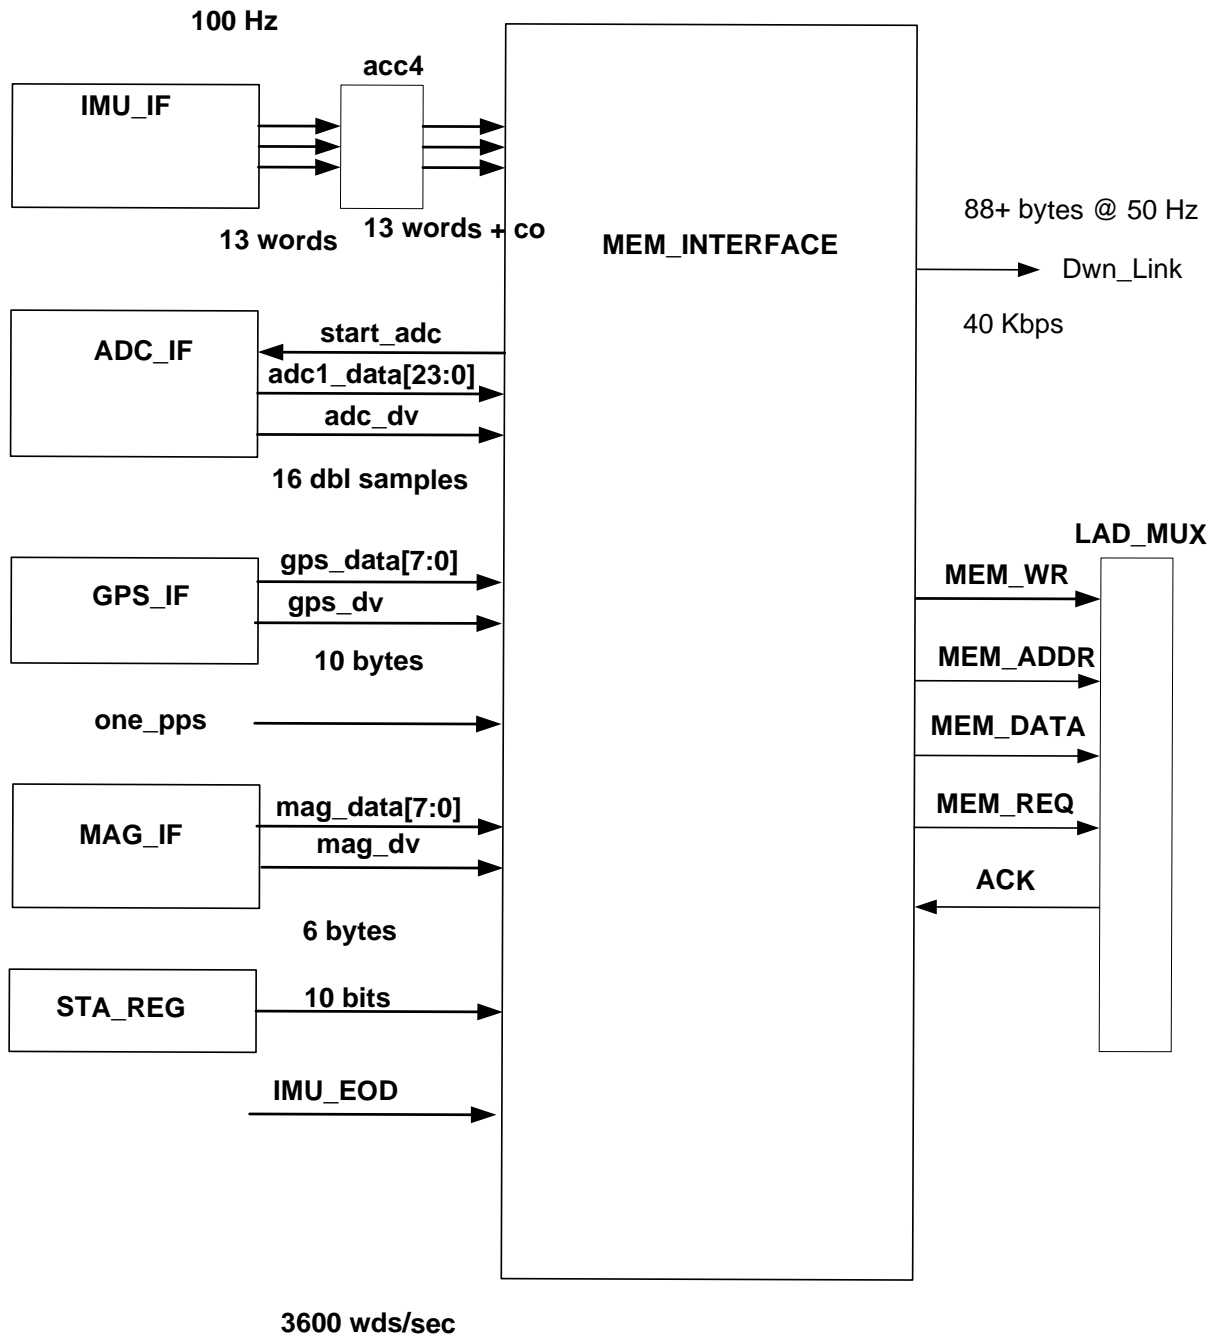 100 Hz
acc4
IMU_IF
13 words
13 words + co
MEM_INTERFACE
88+ bytes @ 50 Hz
Dwn_Link
40 Kbps
ADC_IF
start_adc
adc1_data[23:0]
adc_dv
16 dbl samples
LAD_MUX
GPS_IF
gps_data[7:0]
gps_dv
10 bytes
MEM_WR
MEM_ADDR
one_pps
MEM_DATA
MAG_IF
mag_data[7:0]
mag_dv
MEM_REQ
ACK
6 bytes
STA_REG
10 bits
IMU_EOD
3600 wds/sec